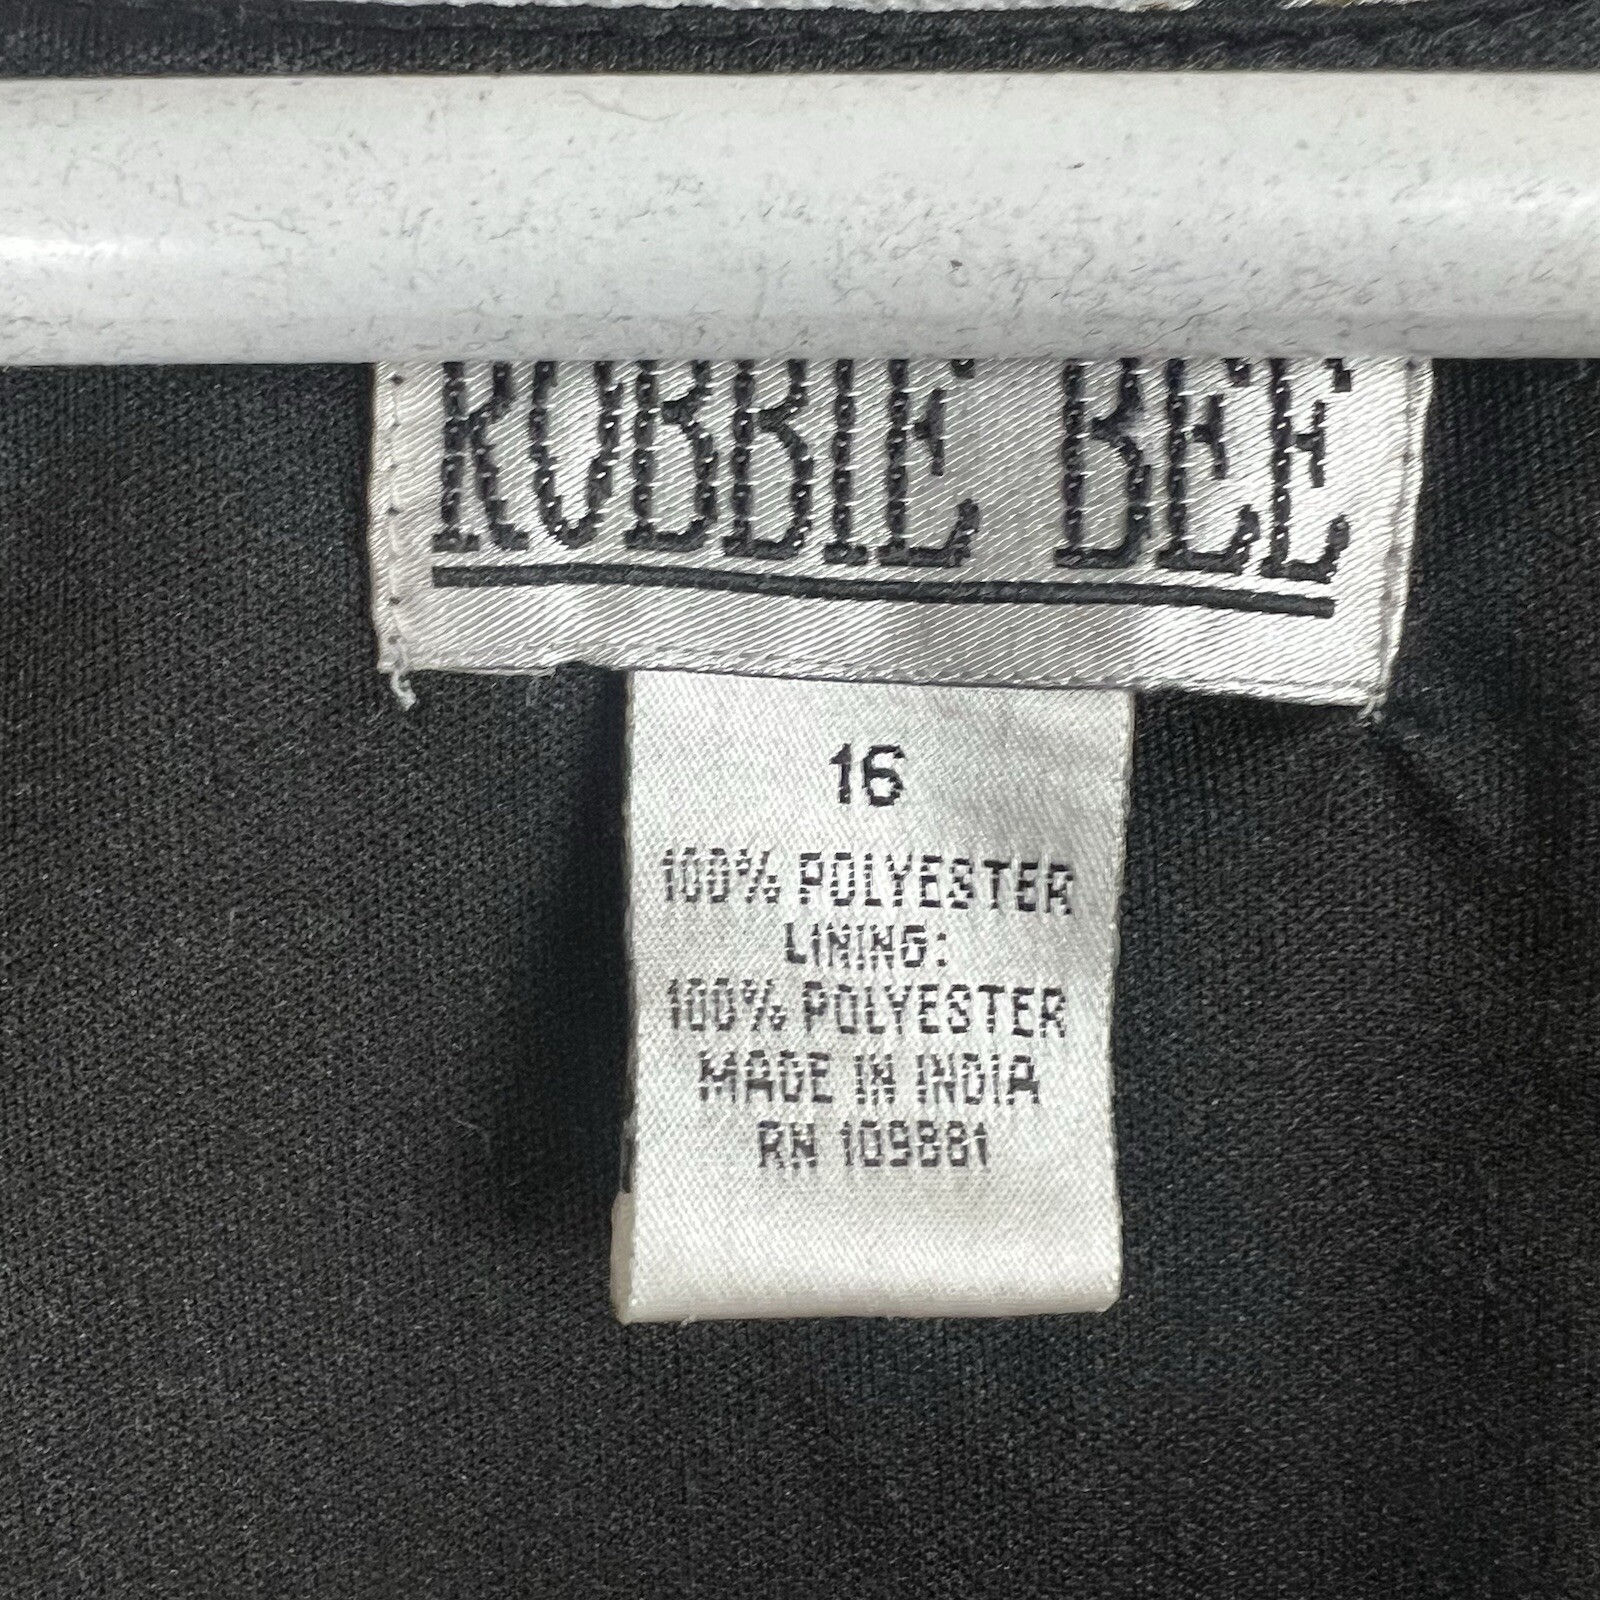 ROBBIE BEE
16
100% POLYESTER
LINING:
100% POLYESTER
MADE IN INDIA
RN 109881